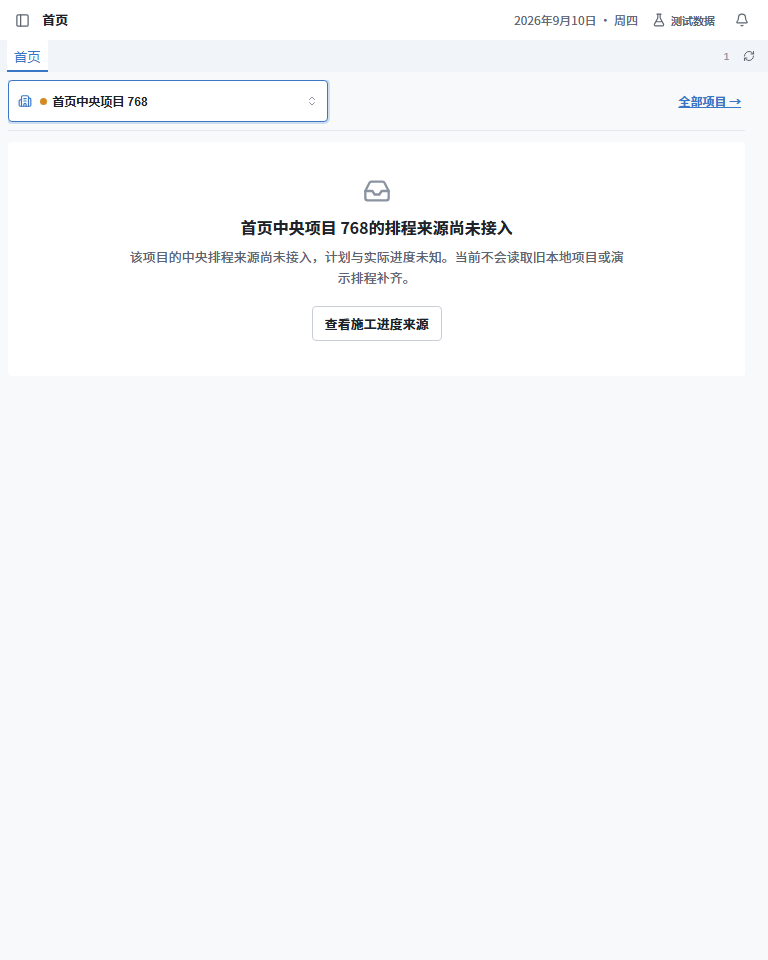 首页
2026年9月10日 • 周四
测试数据
首页
1
首页中央项目 768
全部项目 →
首页中央项目 768的排程来源尚未接入
该项目的中央排程来源尚未接入，计划与实际进度未知。当前不会读取旧本地项目或演
示排程补齐。
查看施工进度来源